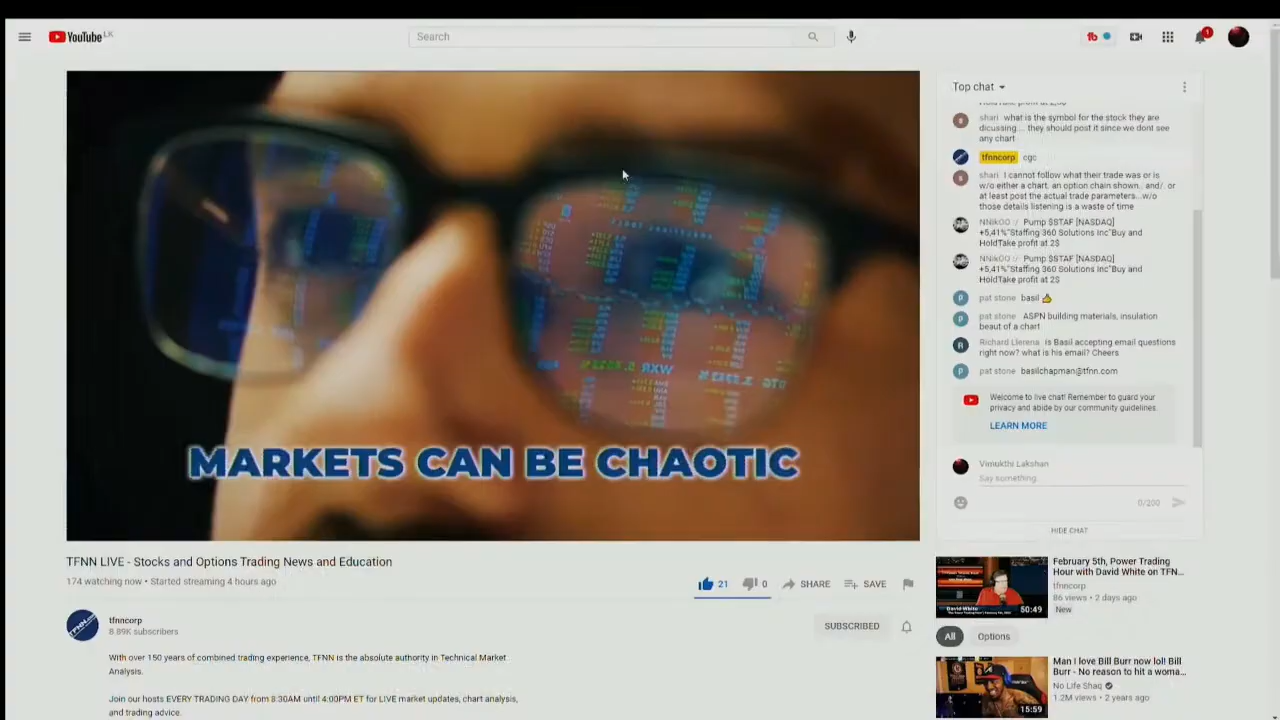 YouTube LK
Search
1
MARKETS CAN BE CHAOTIC
TFNN LIVE - Stocks and Options Trading News and Education
174 watching now • Started streaming 4 hours ago
21
0
SHARE
SAVE
tfnncorp
8.89K subscribers
SUBSCRIBED
With over 150 years of combined trading experience, TFNN is the absolute authority in Technical Market
Analysis.
Join our hosts EVERY TRADING DAY from 8:30AM until 4:00PM ET for LIVE market updates, chart analysis,
and trading advice.
Top chat
shari what is the symbol for the stock they are
dicussing.... they should post it since we dont see
any chart
tfnncorp cgc
shari I cannot follow what their trade was or is
w/o either a chart. an option chain shown.. and/. or
at least post the actual trade parameters...w/o
those details listening is a waste of time
NNikOO :/ Pump $STAF [NASDAQ]
+5,41%"Staffing 360 Solutions Inc"Buy and
HoldTake profit at 2$
NNikOO :/ Pump $STAF [NASDAQ]
+5,41%"Staffing 360 Solutions Inc"Buy and
HoldTake profit at 2$
pat stone basil 👍
pat stone ASPN building materials, insulation
beaut of a chart
Richard Llerena is Basil accepting email questions
right now? what is his email? Cheers
pat stone basilchapman@tfnn.com
Welcome to live chat! Remember to guard your
privacy and abide by our community guidelines.
LEARN MORE
Vimukthi Lakshan
Say something
0/200
HIDE CHAT
February 5th, Power Trading
Hour with David White on TFN...
tfnncorp
86 views • 2 days ago
New
David White
50:49
All
Options
Man I love Bill Burr now lol! Bill
Burr - No reason to hit a woma...
No Life Shaq
1.2M views • 2 years ago
15:59